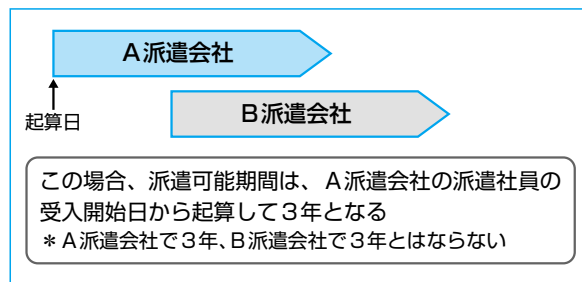 A派遣会社
起算日
B派遣会社
この場合、派遣可能期間は、A派遣会社の派遣社員の
受入開始日から起算して3年となる
＊A派遣会社で3年、B派遣会社で3年とはならない